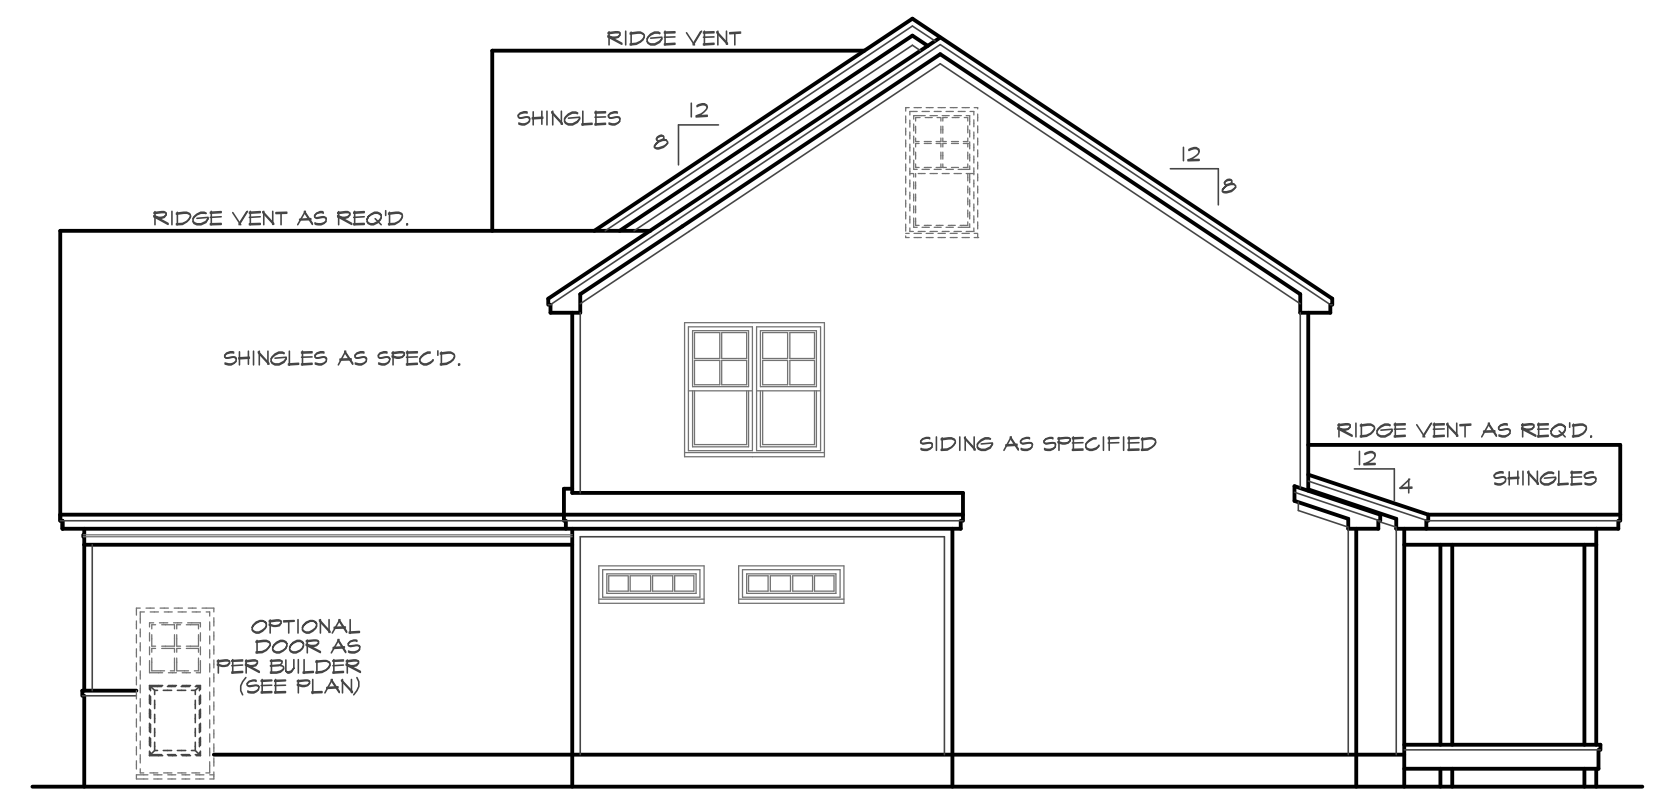 RIDGE VENT
12
SHINGLES
8
12
8
RIDGE VENT AS REQ'D.
SHINGLES AS SPEC'D.
RIDGE VENT AS REQ'D.
SIDING AS SPECIFIED
12
SHINGLES
4
OPTIONAL
DOOR AS
PER BUILDER
(SEE PLAN)